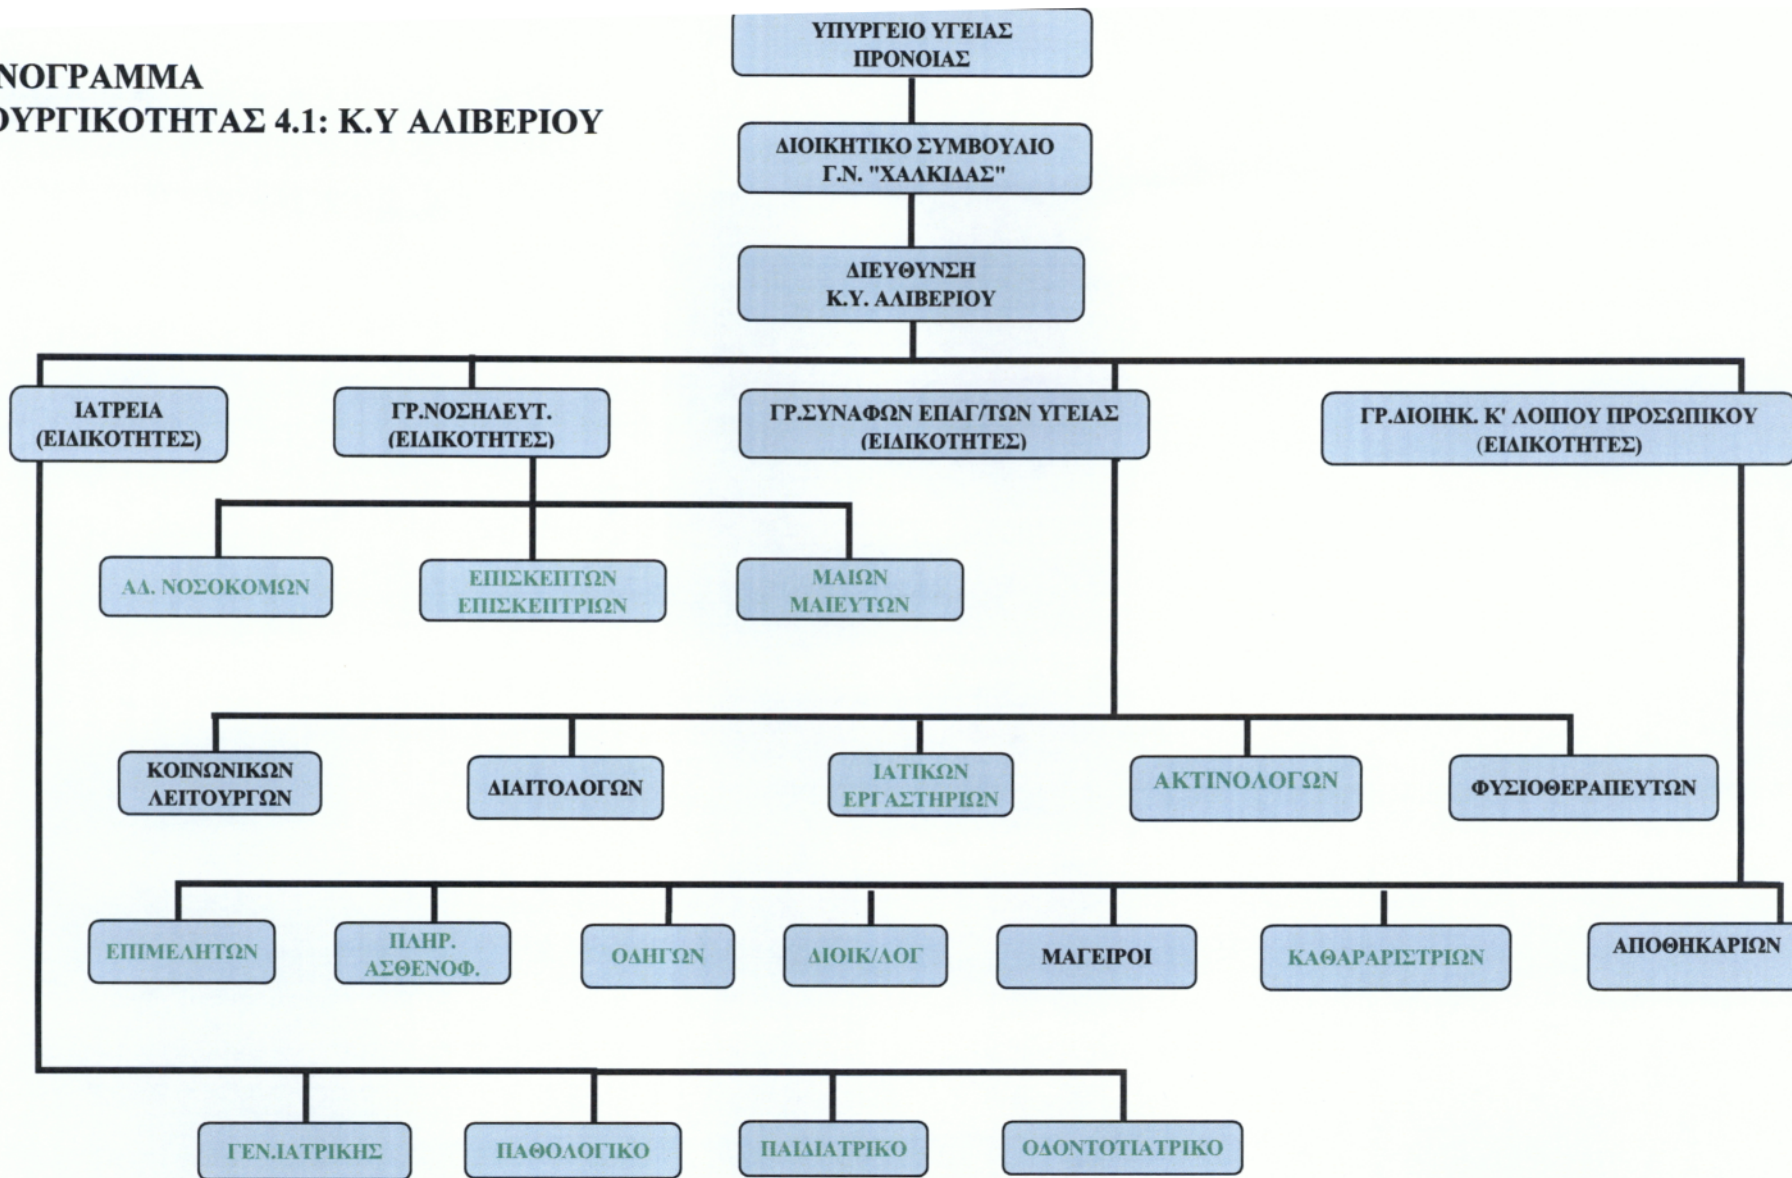 ΥΠΥΡΓΕΙΟ ΥΓΕΙΑΣ
ΠΡΟΝΟΙΑΣ
ΝΟΓΡΑΜΜΑ
ΟΥΡΓΙΚΟΤΗΤΑΣ 4.1: Κ.Υ ΑΛΙΒΕΡΙΟΥ
ΔΙΟΙΚΗΤΙΚΟ ΣΥΜΒΟΥΛΙΟ
Γ.Ν. "ΧΑΛΚΙΔΑΣ"
ΔΙΕΥΘΥΝΣΗ
Κ.Υ. ΑΛΙΒΕΡΙΟΥ
ΙΑΤΡΕΙΑ
(ΕΙΔΙΚΟΤΗΤΕΣ)
ΓΡ.ΝΟΣΗΛΕΥΤ.
(ΕΙΔΙΚΟΤΗΤΕΣ)
ΓΡ.ΣΥΝΑΦΩΝ ΕΠΑΓ/ΤΩΝ ΥΓΕΙΑΣ
(ΕΙΔΙΚΟΤΗΤΕΣ)
ΓΡ.ΔΙΟΙΗΚ. Κ' ΛΟΙΠΟΥ ΠΡΟΣΩΠΙΚΟΥ
(ΕΙΔΙΚΟΤΗΤΕΣ)
ΑΔ. ΝΟΣΟΚΟΜΩΝ
ΕΠΙΣΚΕΠΤΩΝ
ΕΠΙΣΚΕΠΤΡΙΩΝ
ΜΑΙΩΝ
ΜΑΙΕΥΤΩΝ
ΚΟΙΝΩΝΙΚΩΝ
ΛΕΙΤΟΥΡΓΩΝ
ΔΙΑΙΤΟΛΟΓΩΝ
ΙΑΤΙΚΩΝ
ΕΡΓΑΣΤΗΡΙΩΝ
ΑΚΤΙΝΟΛΟΓΩΝ
ΦΥΣΙΟΘΕΡΑΠΕΥΤΩΝ
ΕΠΙΜΕΛΗΤΩΝ
ΠΛΗΡ.
ΑΣΘΕΝΟΦ.
ΟΔΗΓΩΝ
ΔΙΟΙΚ/ΛΟΓ
ΜΑΓΕΙΡΟΙ
ΚΑΘΑΡΑΡΙΣΤΡΙΩΝ
ΑΠΟΘΗΚΑΡΙΩΝ
ΓΕΝ.ΙΑΤΡΙΚΗΣ
ΠΑΘΟΛΟΓΙΚΟ
ΠΑΙΔΙΑΤΡΙΚΟ
ΟΔΟΝΤΟΤΙΑΤΡΙΚΟ